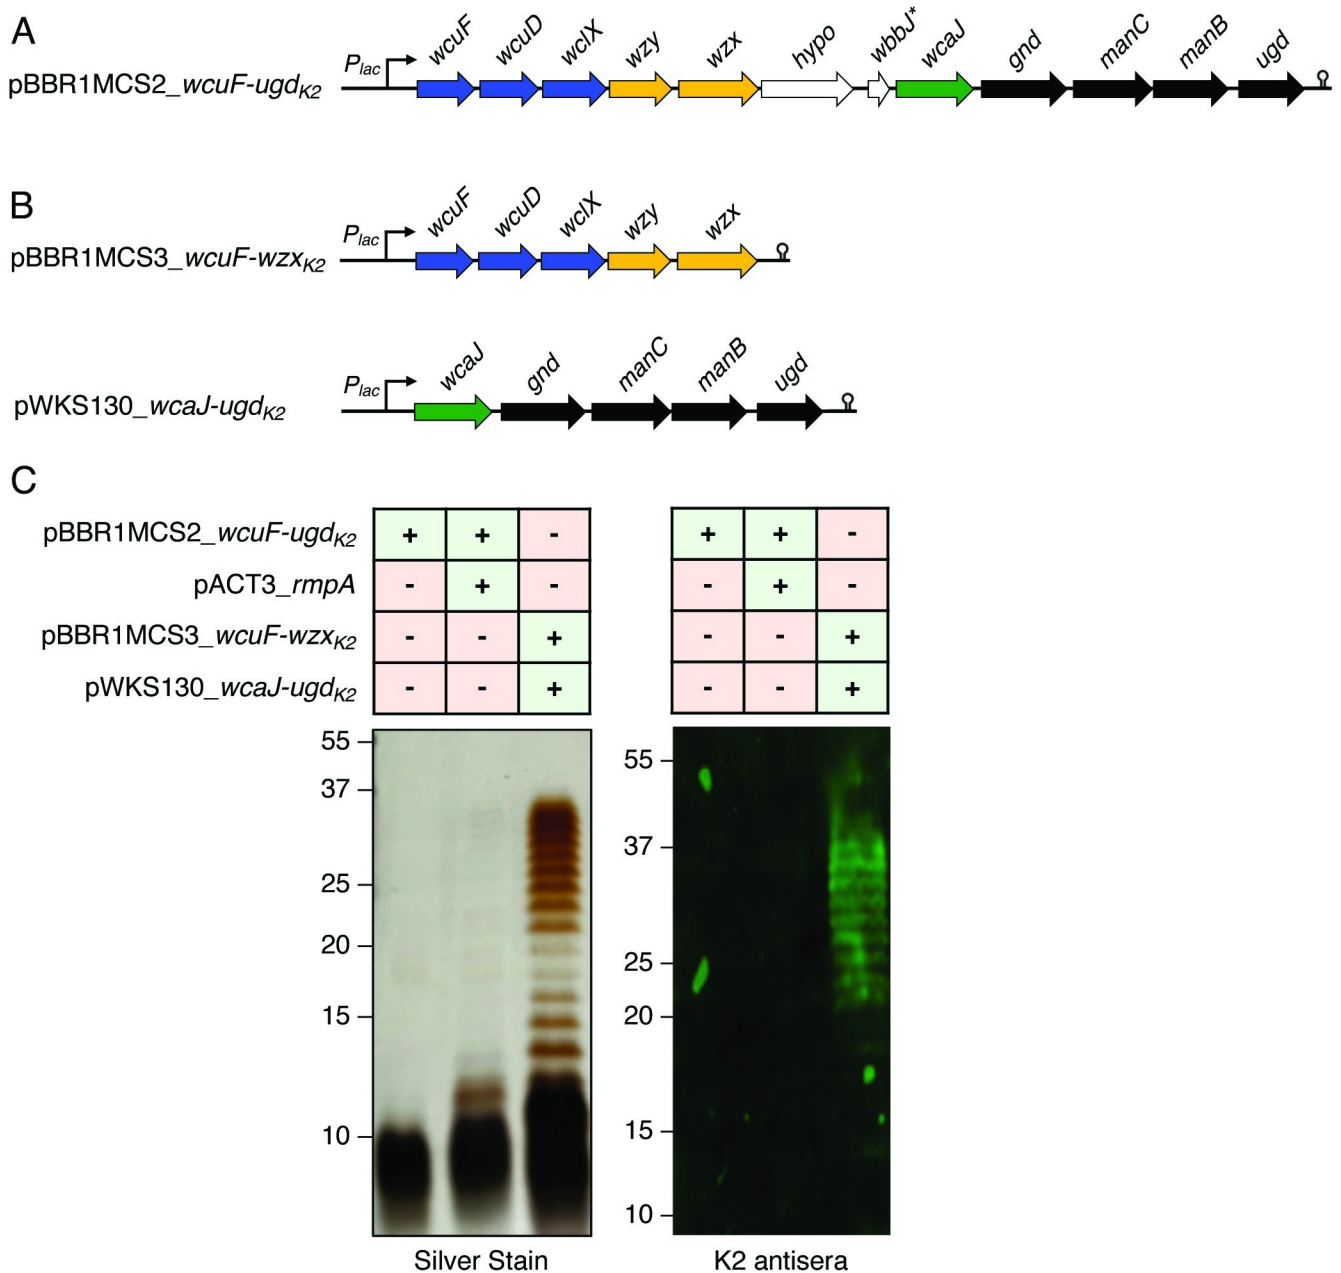 A
wcuF wcuD wclX wzy wzx hypo wbbJ* wcaJ gnd manC manB ugd
Plac
pBBR1MCS2_wcuF-ugdK2
B
wcuF wcuD wclX wzy wzx
Plac
pBBR1MCS3_wcuF-wzxK2
wcaJ gnd manC manB ugd
Plac
pWKS130_wcaJ-ugdK2
C
pBBR1MCS2_wcuF-ugdK2 + + - + + -
pACT3_rmpA - + - - + -
pBBR1MCS3_wcuF-wzxK2 - - + - - +
pWKS130_wcaJ-ugdK2 - - + - - +
55
37
25
20
15
10
Silver Stain
55
37
25
20
15
10
K2 antisera